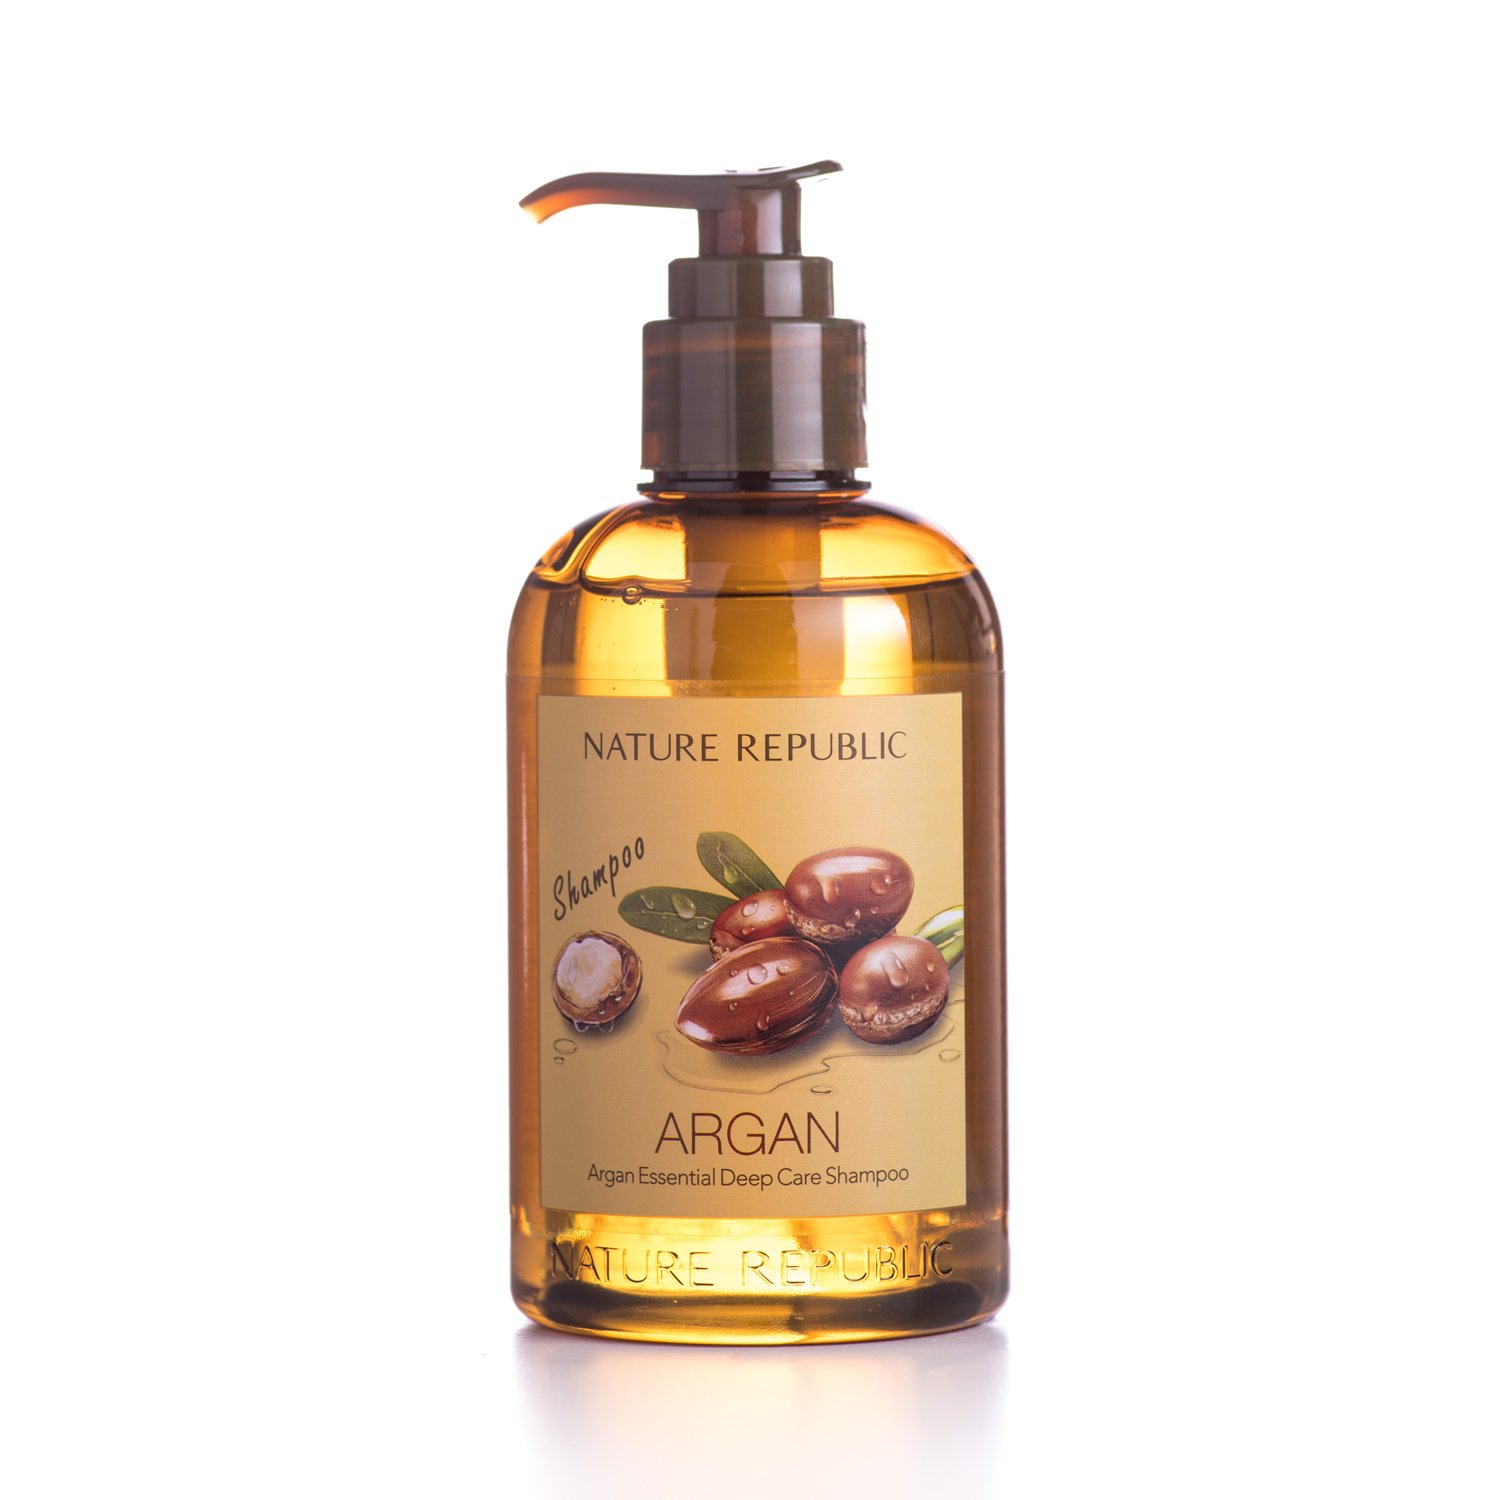 NATURE REPUBLIC
Shampoo
ARGAN
Argan Essential Deep Care Shampoo
NATURE REPUBLIC